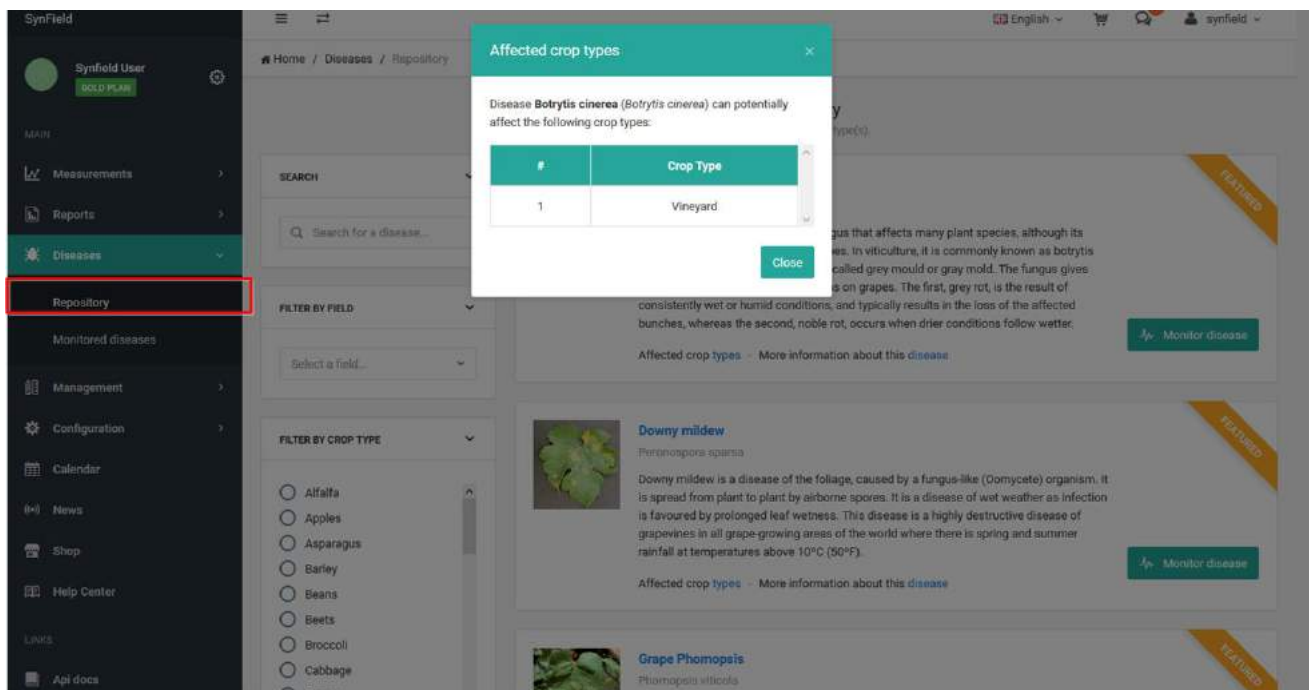 SynField
English
synfield
Synfield User
GOLD PLAN
MAIN
Measurements
Reports
Diseases
Repository
Monitored diseases
Management
Configuration
Calendar
News
Shop
Help Center
LINKS
Api docs
Home / Diseases / Repository
SEARCH
Search for a disease...
FILTER BY FIELD
Select a field...
FILTER BY CROP TYPE
Alfalfa
Apples
Asparagus
Barley
Beans
Beets
Broccoli
Cabbage
Affected crop types
×
Disease Botrytis cinerea (Botrytis cinerea) can potentially
affect the following crop types:
# Crop Type
1 Vineyard
Close
y
type(s).
FEATURED
gus that affects many plant species, although its
es. In viticulture, it is commonly known as botrytis
called grey mould or gray mold. The fungus gives
s on grapes. The first, grey rot, is the result of
consistently wet or humid conditions, and typically results in the loss of the affected
bunches, whereas the second, noble rot, occurs when drier conditions follow wetter.
Affected crop types - More information about this disease
Monitor disease
FEATURED
Downy mildew
Peronospora sparsa
Downy mildew is a disease of the foliage, caused by a fungus-like (Oomycete) organism. It
is spread from plant to plant by airborne spores. It is a disease of wet weather as infection
is favoured by prolonged leaf wetness. This disease is a highly destructive disease of
grapevines in all grape-growing areas of the world where there is spring and summer
rainfall at temperatures above 10ºC (50ºF).
Affected crop types - More information about this disease
Monitor disease
FEATURED
Grape Phomopsis
Phomopsis viticola